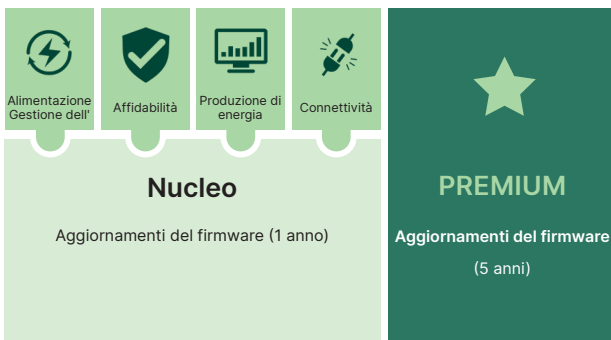 Alimentazione
Gestione dell'
Affidabilità
Produzione di
energia
Connettività
Nucleo
Aggiornamenti del firmware (1 anno)
PREMIUM
Aggiornamenti del firmware
(5 anni)